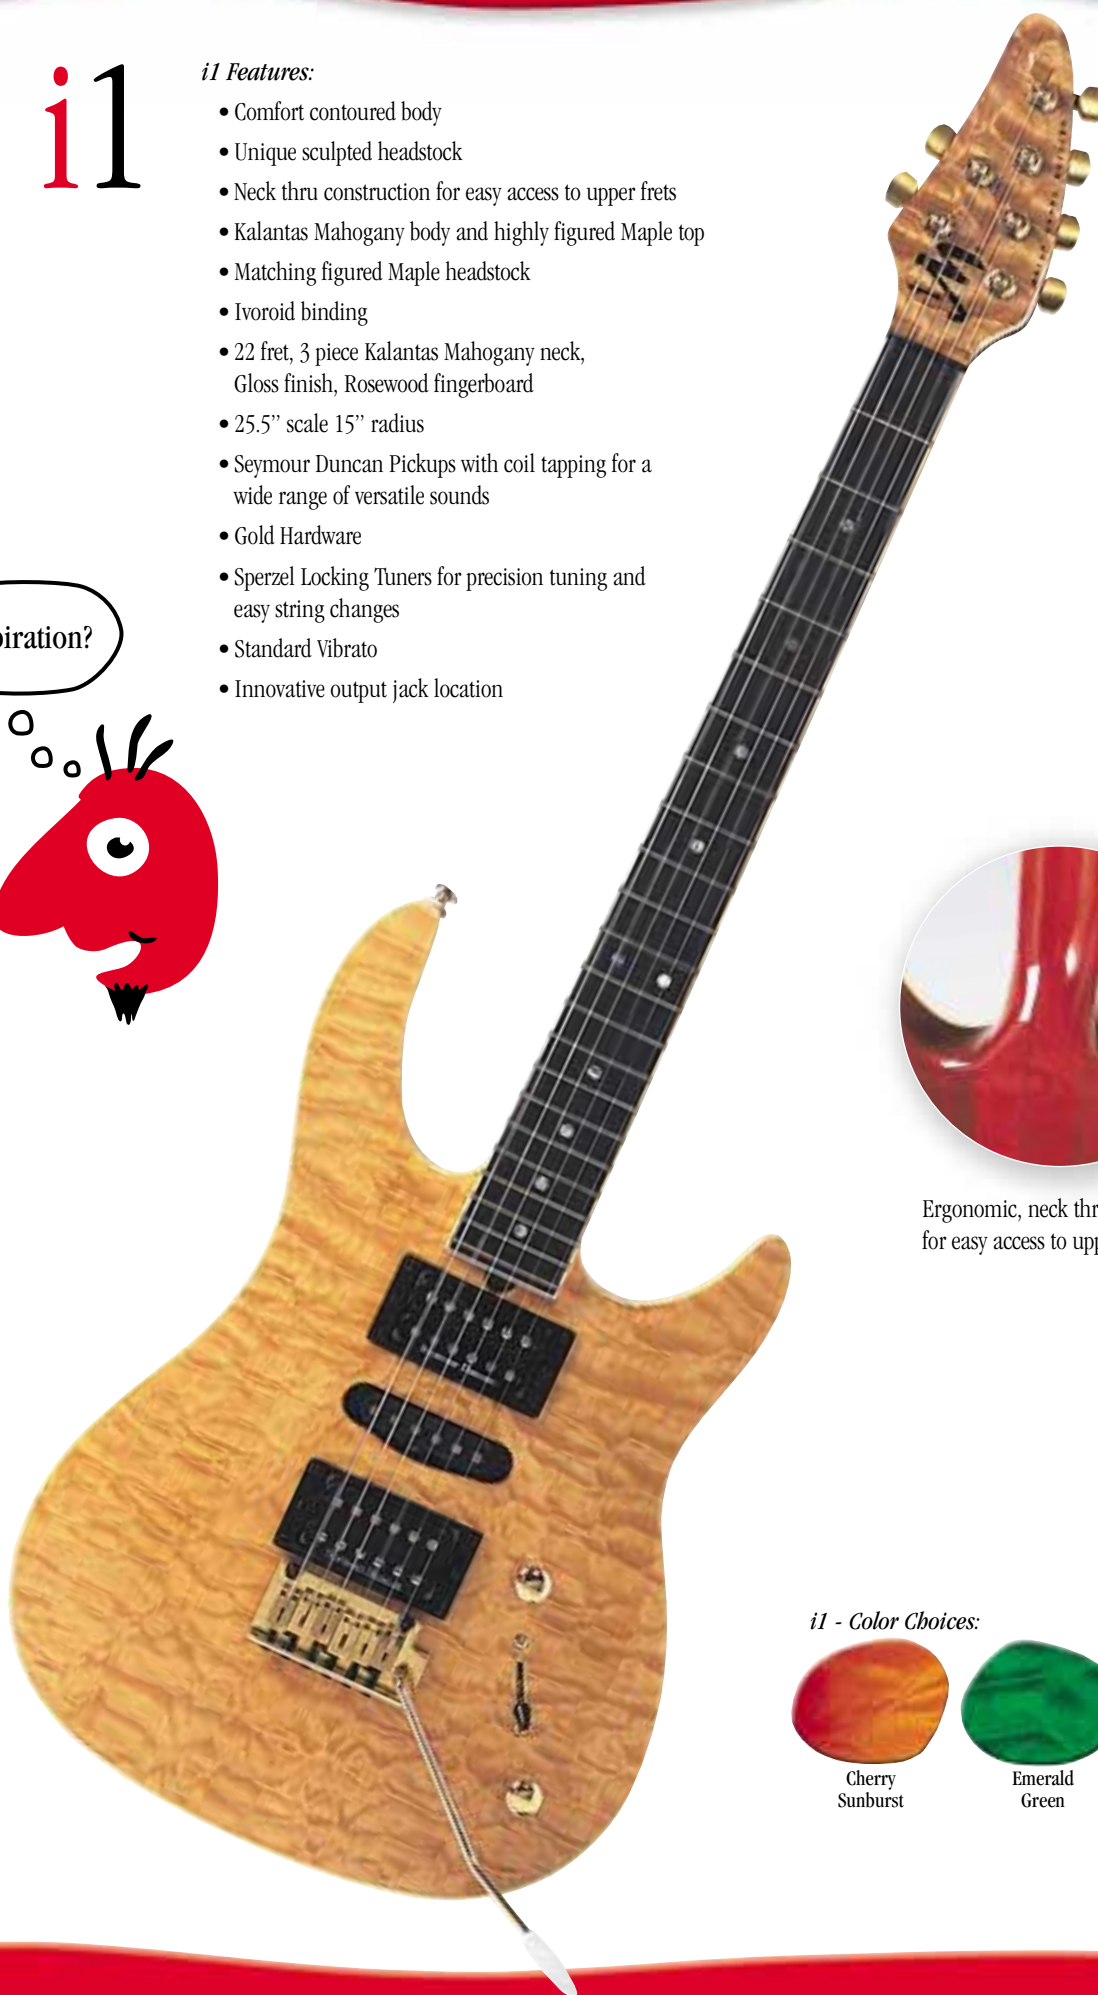 i1
i1 Features:
• Comfort contoured body
• Unique sculpted headstock
• Neck thru construction for easy access to upper frets
• Kalantas Mahogany body and highly figured Maple top
• Matching figured Maple headstock
• Ivoroid binding
• 22 fret, 3 piece Kalantas Mahogany neck,
Gloss finish, Rosewood fingerboard
• 25.5’’ scale 15’’ radius
• Seymour Duncan Pickups with coil tapping for a
wide range of versatile sounds
• Gold Hardware
• Sperzel Locking Tuners for precision tuning and
easy string changes
• Standard Vibrato
• Innovative output jack location
piration?
Ergonomic, neck thr
for easy access to upp
i1 - Color Choices:
Cherry
Sunburst
Emerald
Green